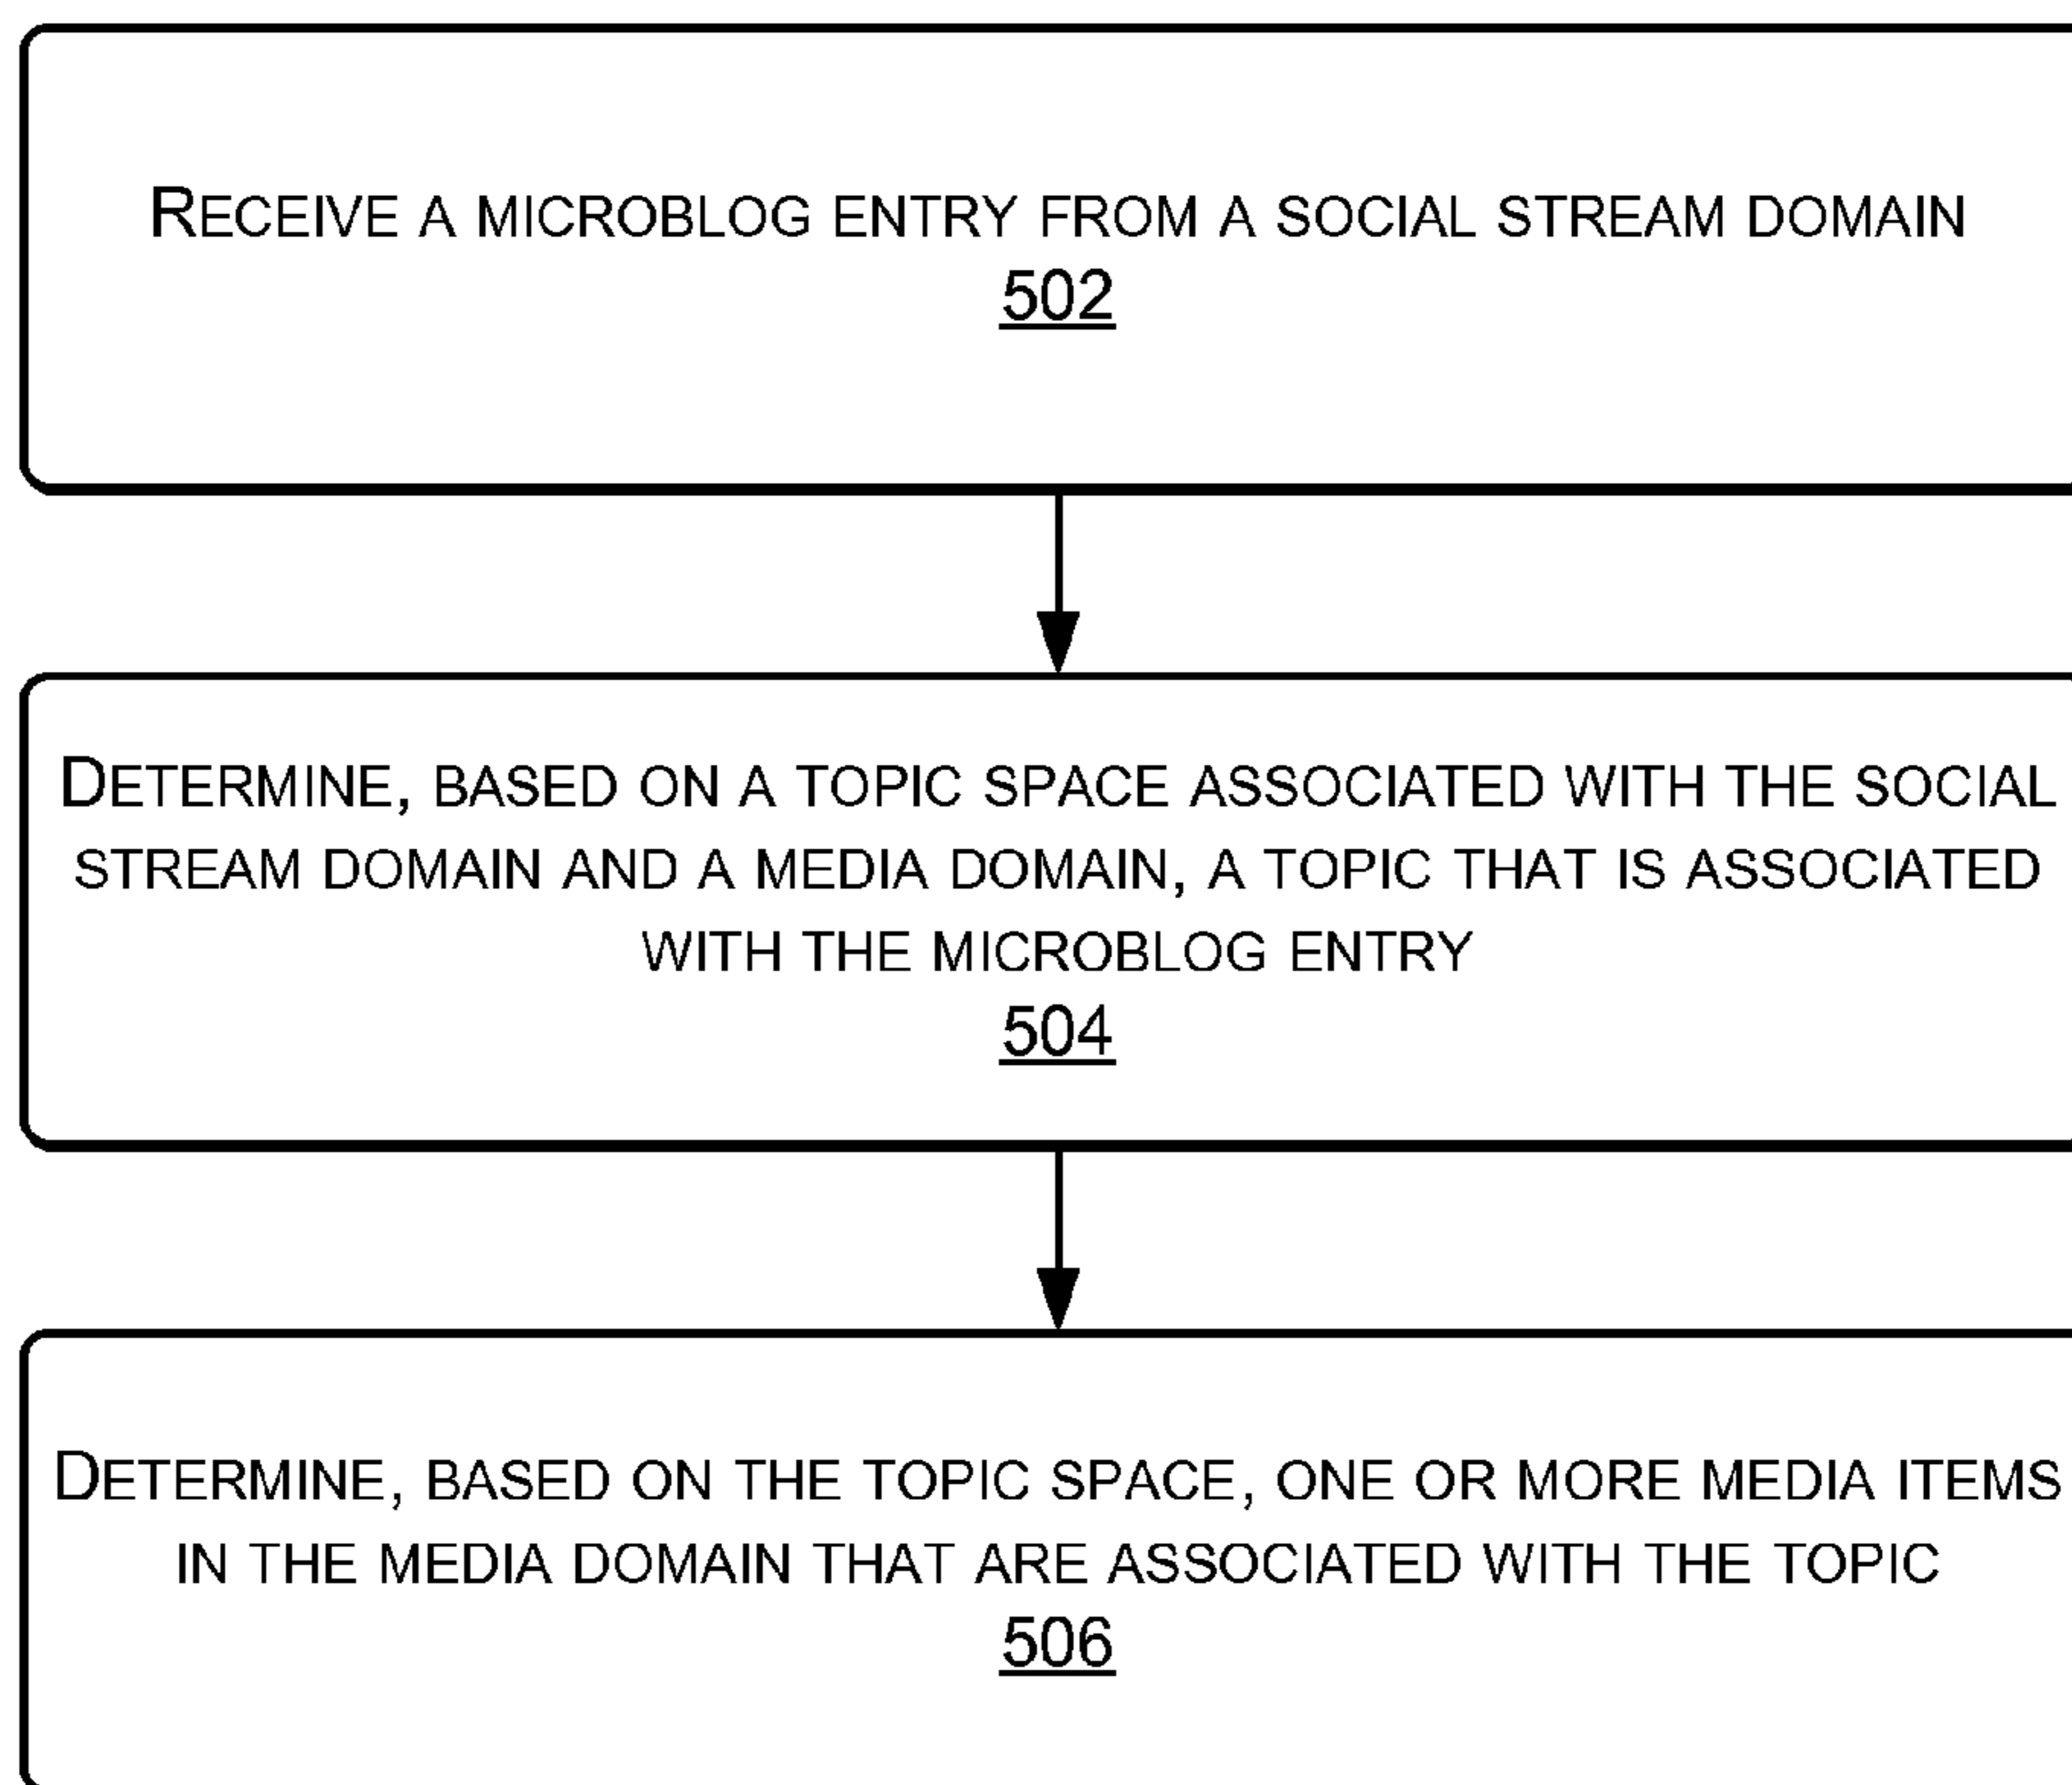 RECEIVE A MICROBLOG ENTRY FROM A SOCIAL STREAM DOMAIN
502
DETERMINE, BASED ON A TOPIC SPACE ASSOCIATED WITH THE SOCIAL
STREAM DOMAIN AND A MEDIA DOMAIN, A TOPIC THAT IS ASSOCIATED
WITH THE MICROBLOG ENTRY
504
DETERMINE, BASED ON THE TOPIC SPACE, ONE OR MORE MEDIA ITEMS
IN THE MEDIA DOMAIN THAT ARE ASSOCIATED WITH THE TOPIC
506